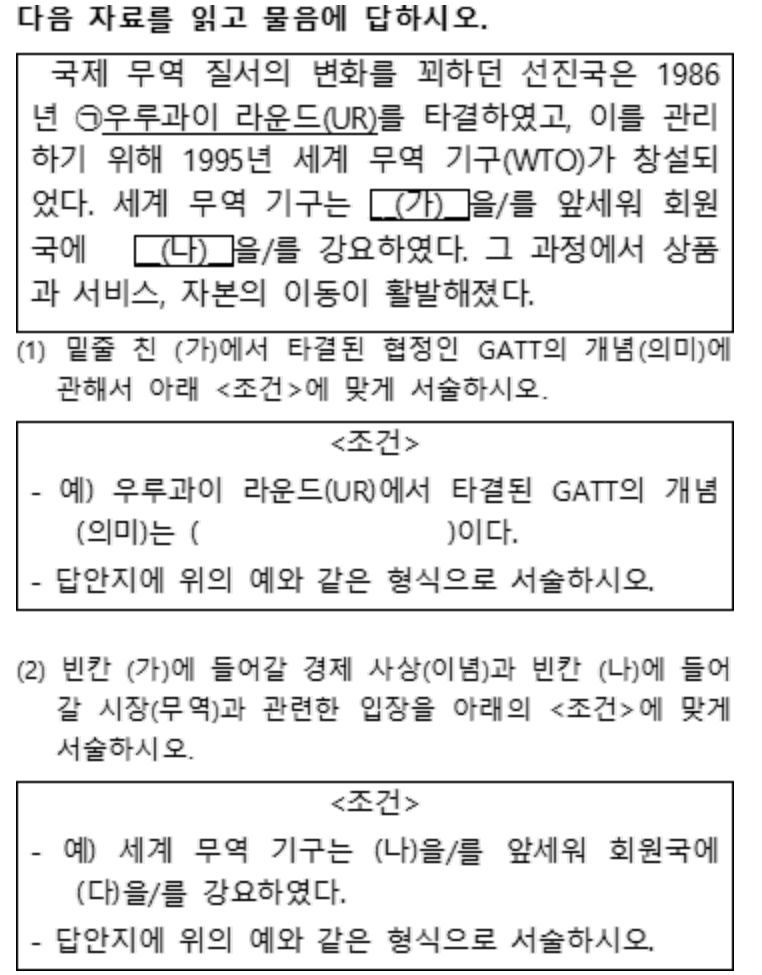 다음 자료를 읽고 물음에 답하시오.
국제 무역 질서의 변화를 꾀하던 선진국은 1986
년 ㉠우루과이 라운드(UR)를 타결하였고, 이를 관리
하기 위해 1995년 세계 무역 기구(WTO)가 창설되
었다. 세계 무역 기구는 (가) 을/를 앞세워 회원
국에 (나) 을/를 강요하였다. 그 과정에서 상품
과 서비스, 자본의 이동이 활발해졌다.
(1) 밑줄 친 (가)에서 타결된 협정인 GATT의 개념(의미)에
관해서 아래 <조건>에 맞게 서술하시오.
<조건>
- 예) 우루과이 라운드(UR)에서 타결된 GATT의 개념
(의미)는 ( )이다.
- 답안지에 위의 예와 같은 형식으로 서술하시오.
(2) 빈칸 (가)에 들어갈 경제 사상(이념)과 빈칸 (나)에 들어
갈 시장(무역)과 관련한 입장을 아래의 <조건>에 맞게
서술하시오.
<조건>
- 예) 세계 무역 기구는 (나)을/를 앞세워 회원국에
(다)을/를 강요하였다.
- 답안지에 위의 예와 같은 형식으로 서술하시오.